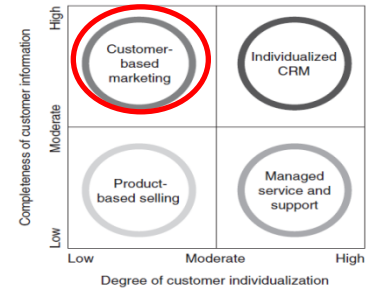 Completeness of customer information
High
Moderate
Low
Customer-
based
marketing
Individualized
CRM
Product-
based selling
Managed
service and
support
Low
Moderate
High
Degree of customer individualization